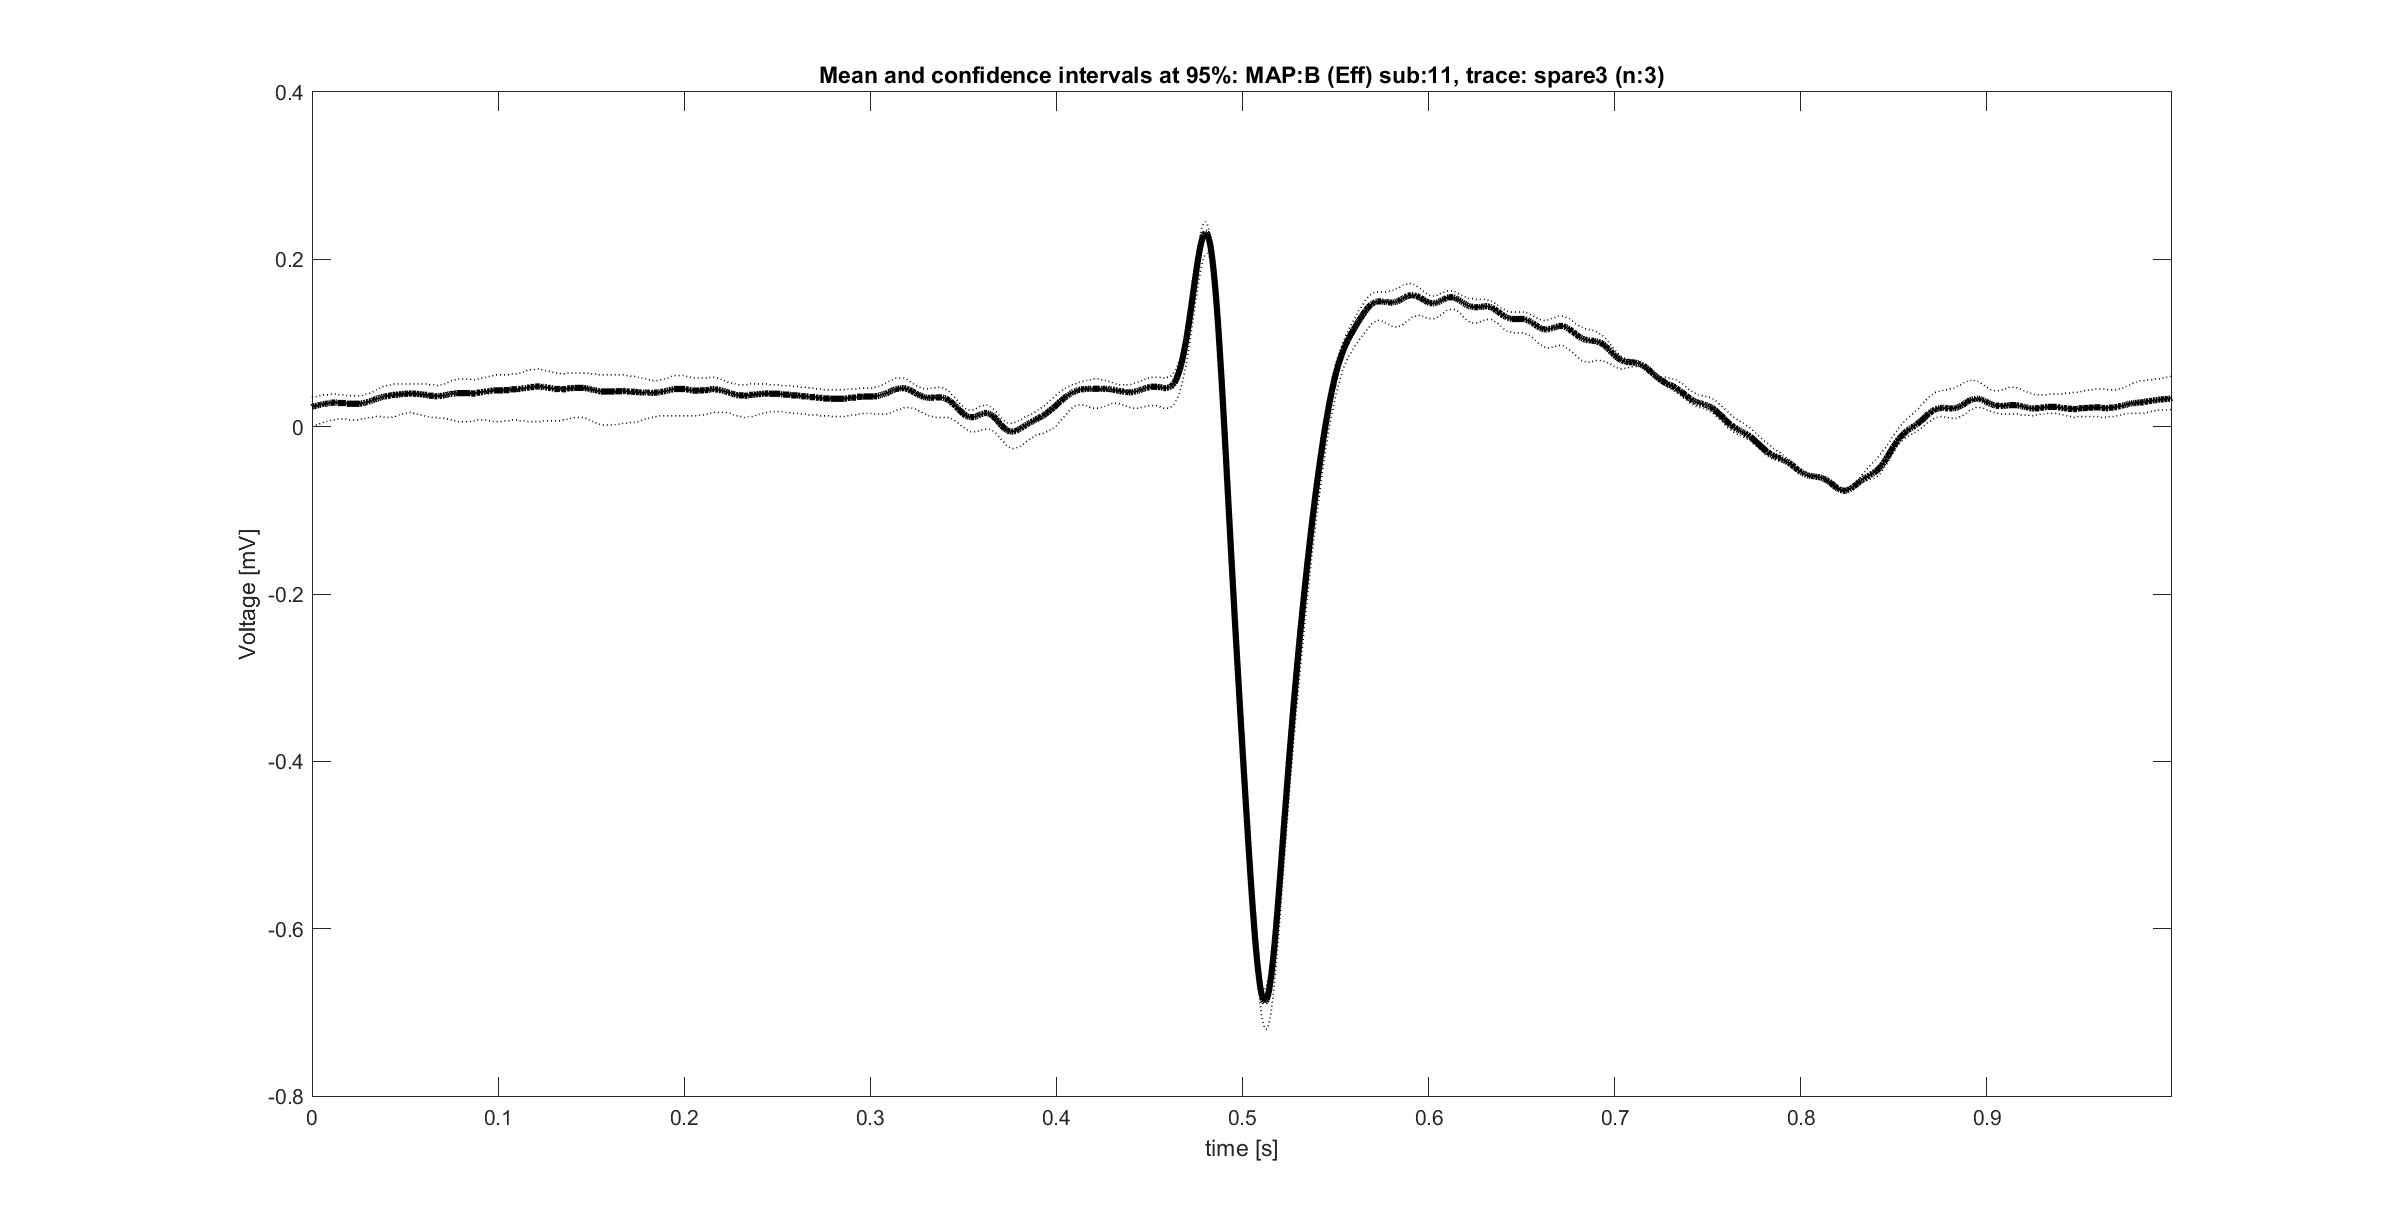 Mean and confidence intervals at 95%: MAP:B (Eff) sub:11, trace: spare3 (n:3)
0.4
0.2
0
-0.2
-0.4
-0.6
-0.8
Voltage [mV]
0 0.1 0.2 0.3 0.4 0.5 0.6 0.7 0.8 0.9
time [s]